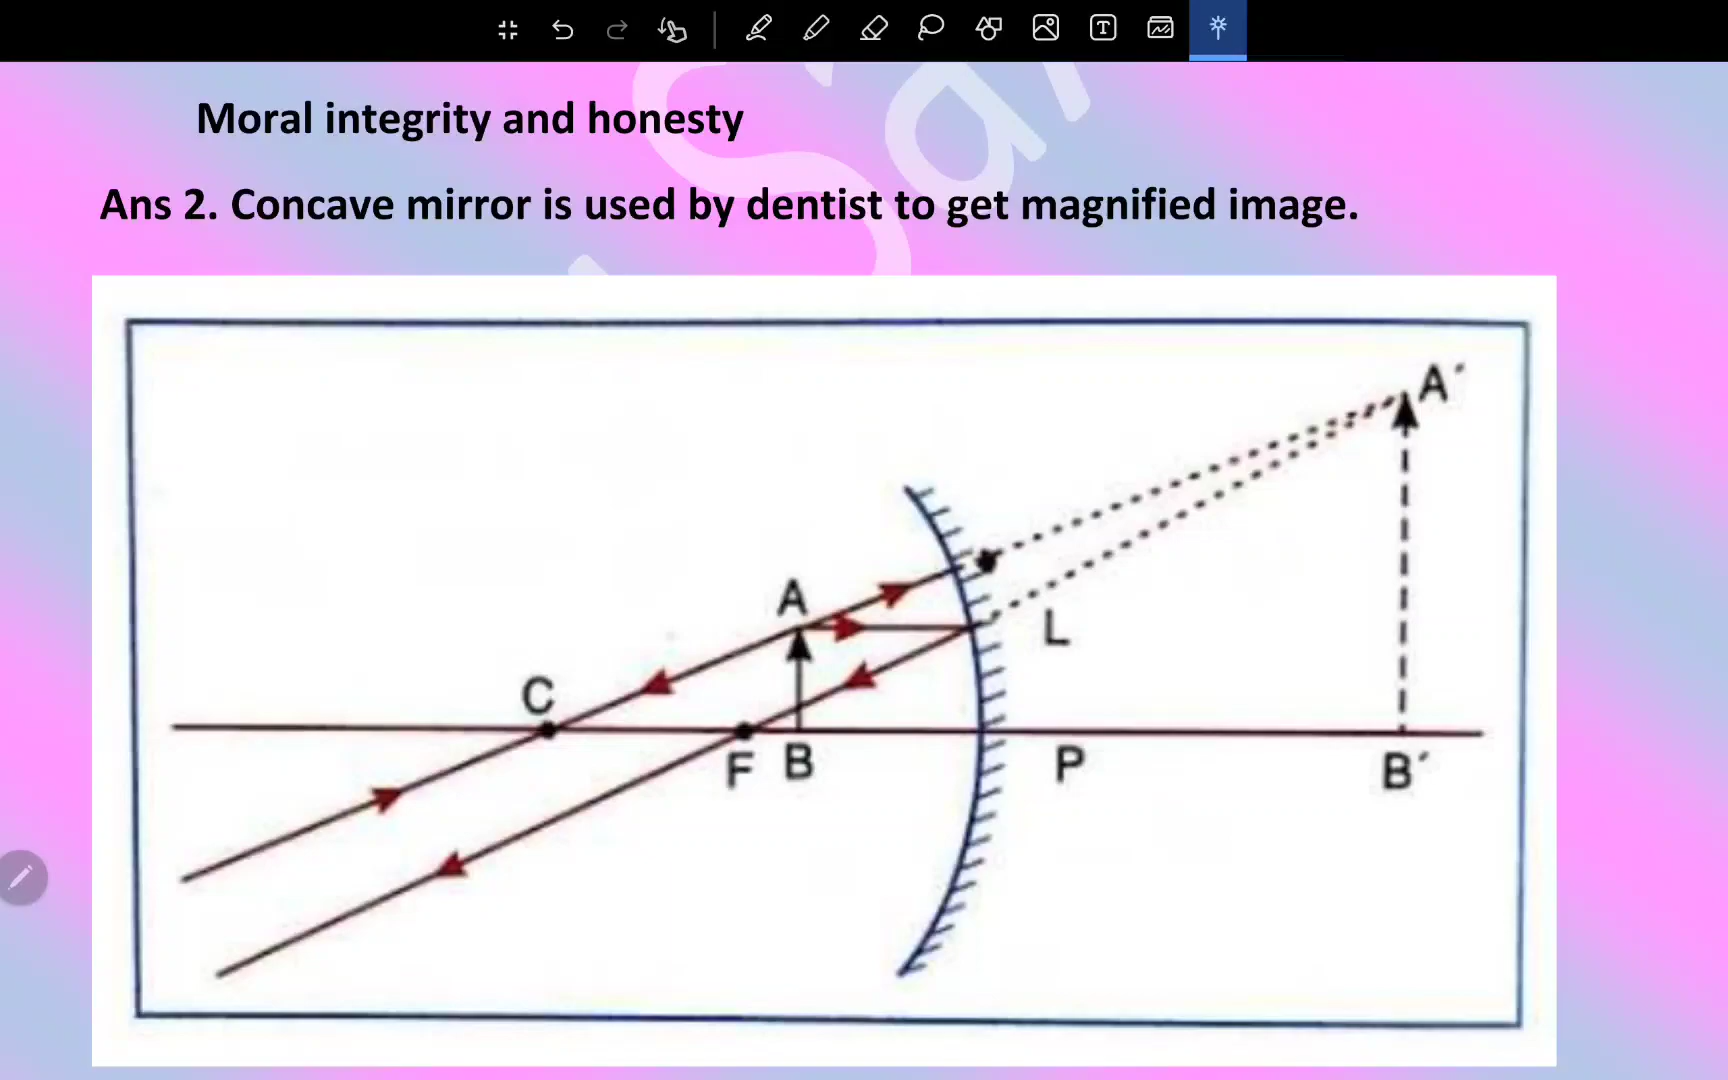 Moral integrity and honesty
Ans 2. Concave mirror is used by dentist to get magnified image.
A´
A
L
C
F B
P
B´